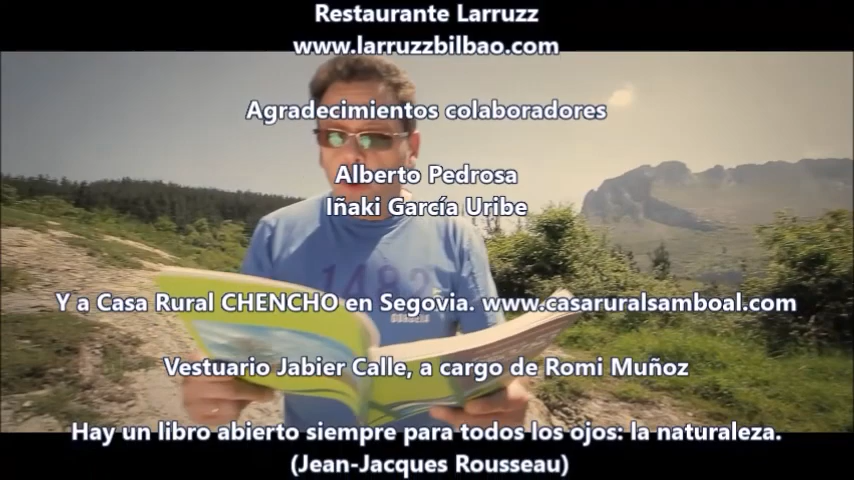 Restaurante Larruzz
www.larruzzbilbao.com
Agradecimientos colaboradores
Alberto Pedrosa
Iñaki García Uribe
1482
Y a Casa Rural CHENCHO en Segovia. www.casaruralsamboal.com
Vestuario Jabier Calle, a cargo de Romi Muñoz
Hay un libro abierto siempre para todos los ojos: la naturaleza.
(Jean-Jacques Rousseau)